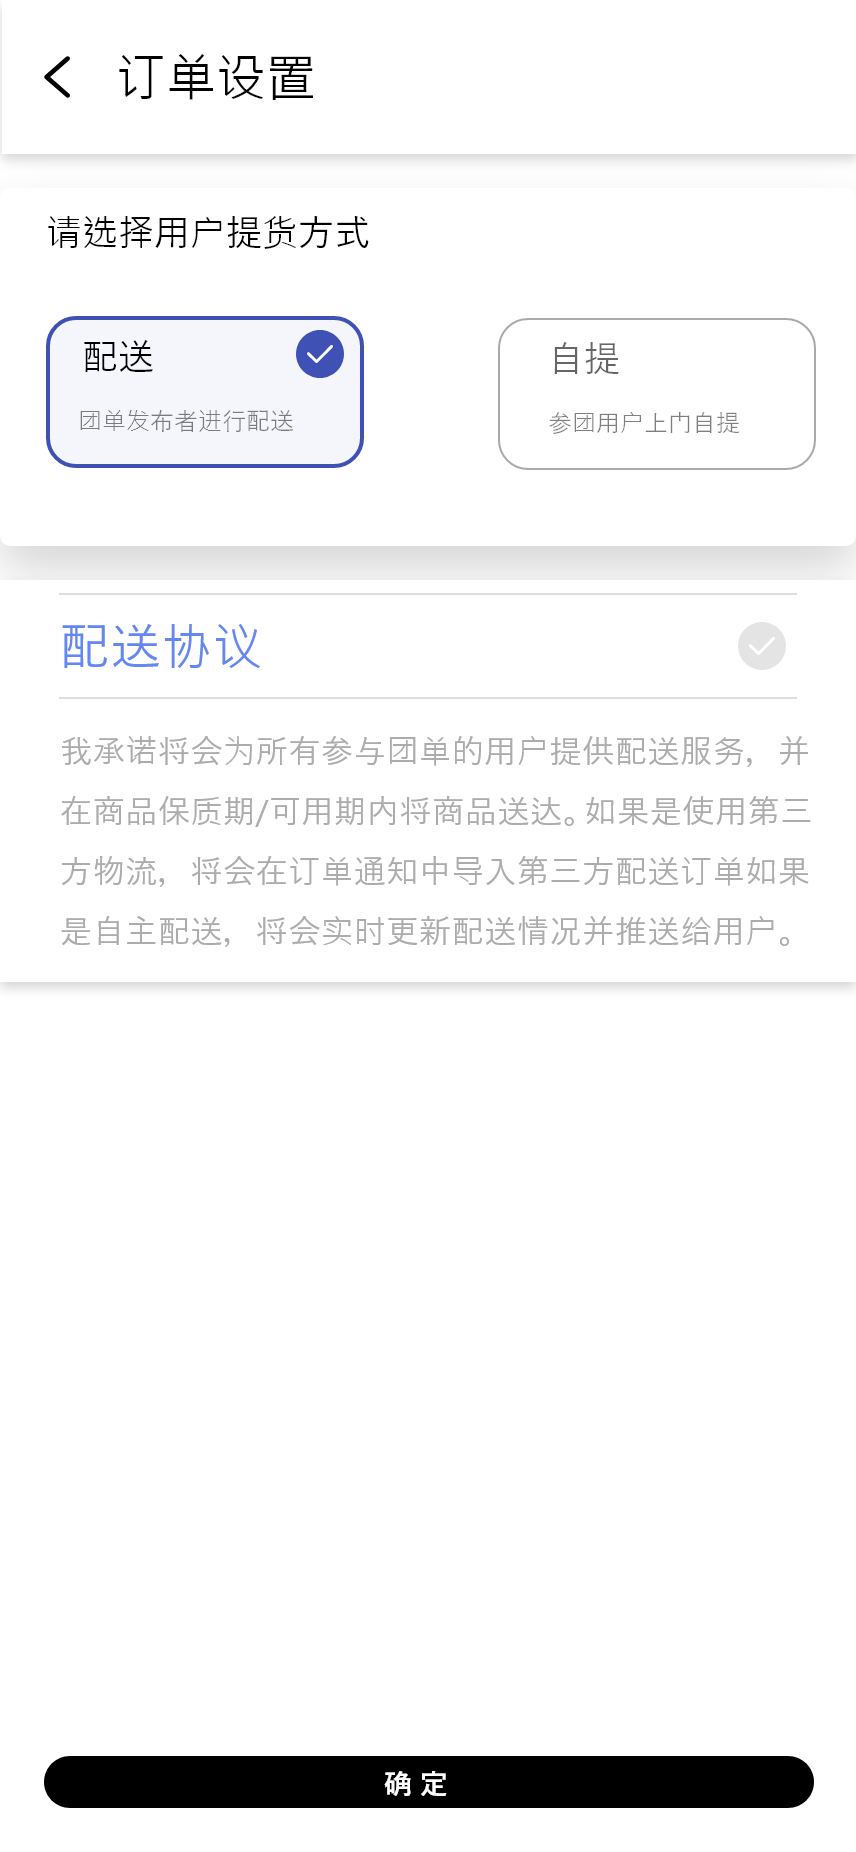 订单设置
请选择用户提货方式
配送
自提
团单发布者进行配送
参团用户上门自提
配送协议
我承诺将会为所有参与团单的用户提供配送服务，并
在商品保质期/可用期内将商品送达。如果是使用第三
方物流，将会在订单通知中导入第三方配送订单如果
是自主配送，将会实时更新配送情况并推送给用户。
确定